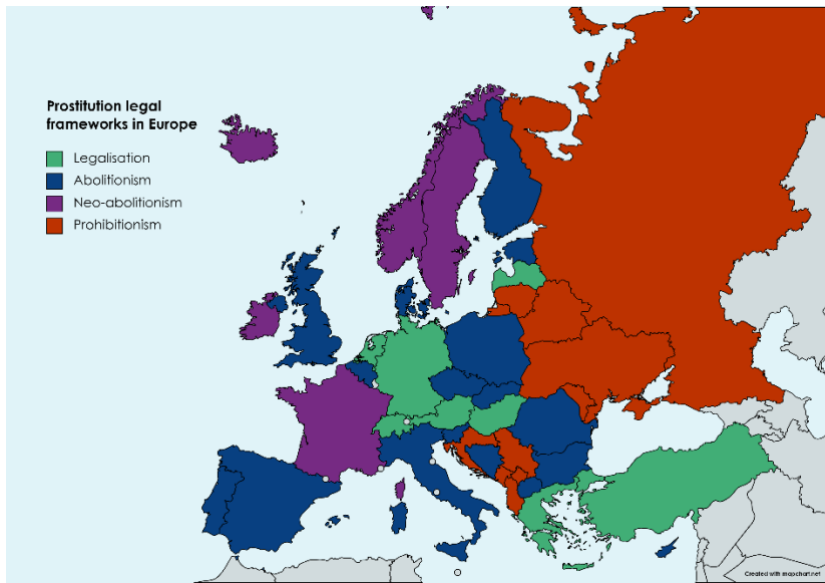 Prostitution legal
frameworks in Europe
Legalisation
Abolitionism
Neo-abolitionism
Prohibitionism
Created with mapchart.net